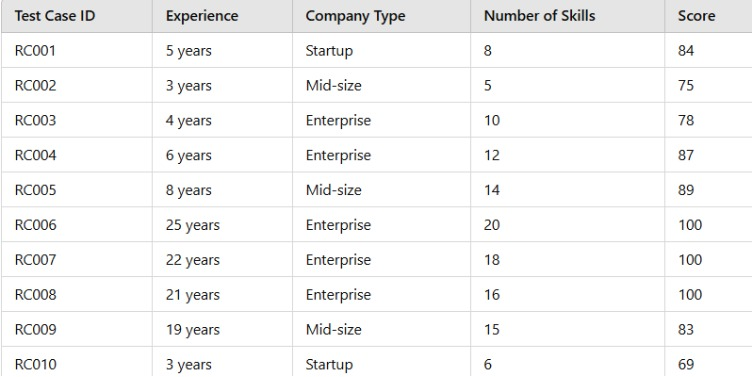 Test Case ID Experience Company Type Number of Skills Score
RC001 5 years Startup 8 84
RC002 3 years Mid-size 5 75
RC003 4 years Enterprise 10 78
RC004 6 years Enterprise 12 87
RC005 8 years Mid-size 14 89
RC006 25 years Enterprise 20 100
RC007 22 years Enterprise 18 100
RC008 21 years Enterprise 16 100
RC009 19 years Mid-size 15 83
RC010 3 years Startup 6 69